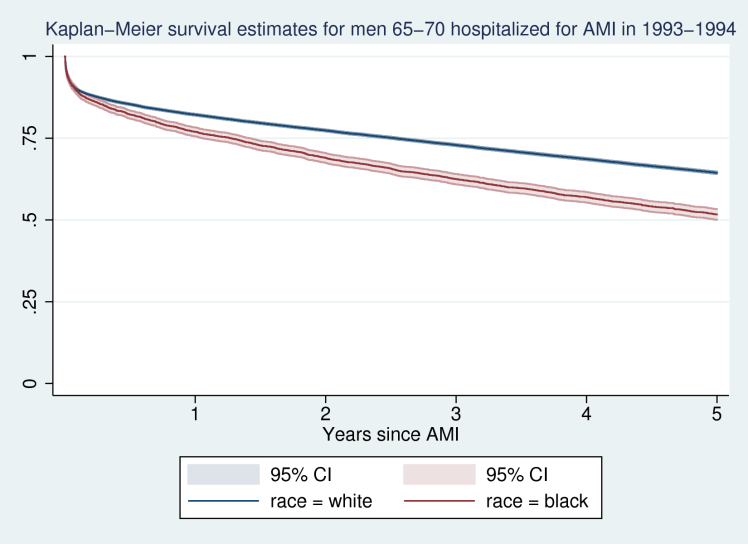 Kaplan−Meier survival estimates for men 65−70 hospitalized for AMI in 1993−1994
1
.75
.5
.25
0
1 2 3 4 5
Years since AMI
95% CI 95% CI
race = white race = black